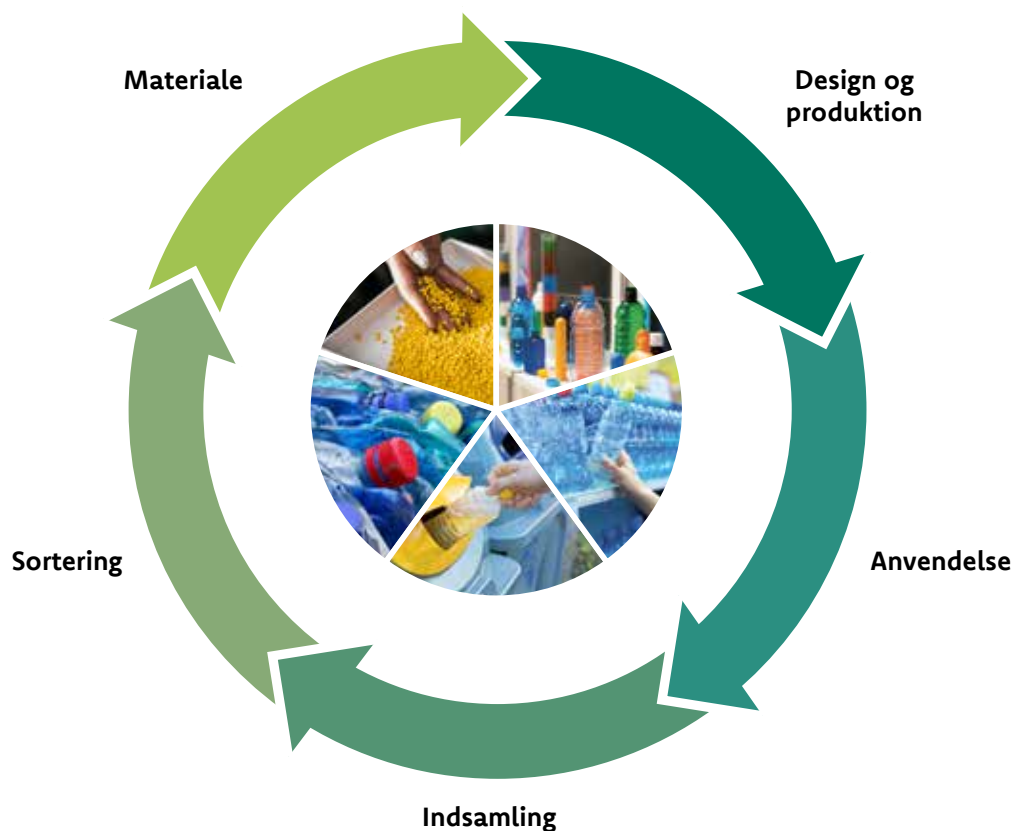 Materiale
Design og
produktion
Anvendelse
Indsamling
Sortering